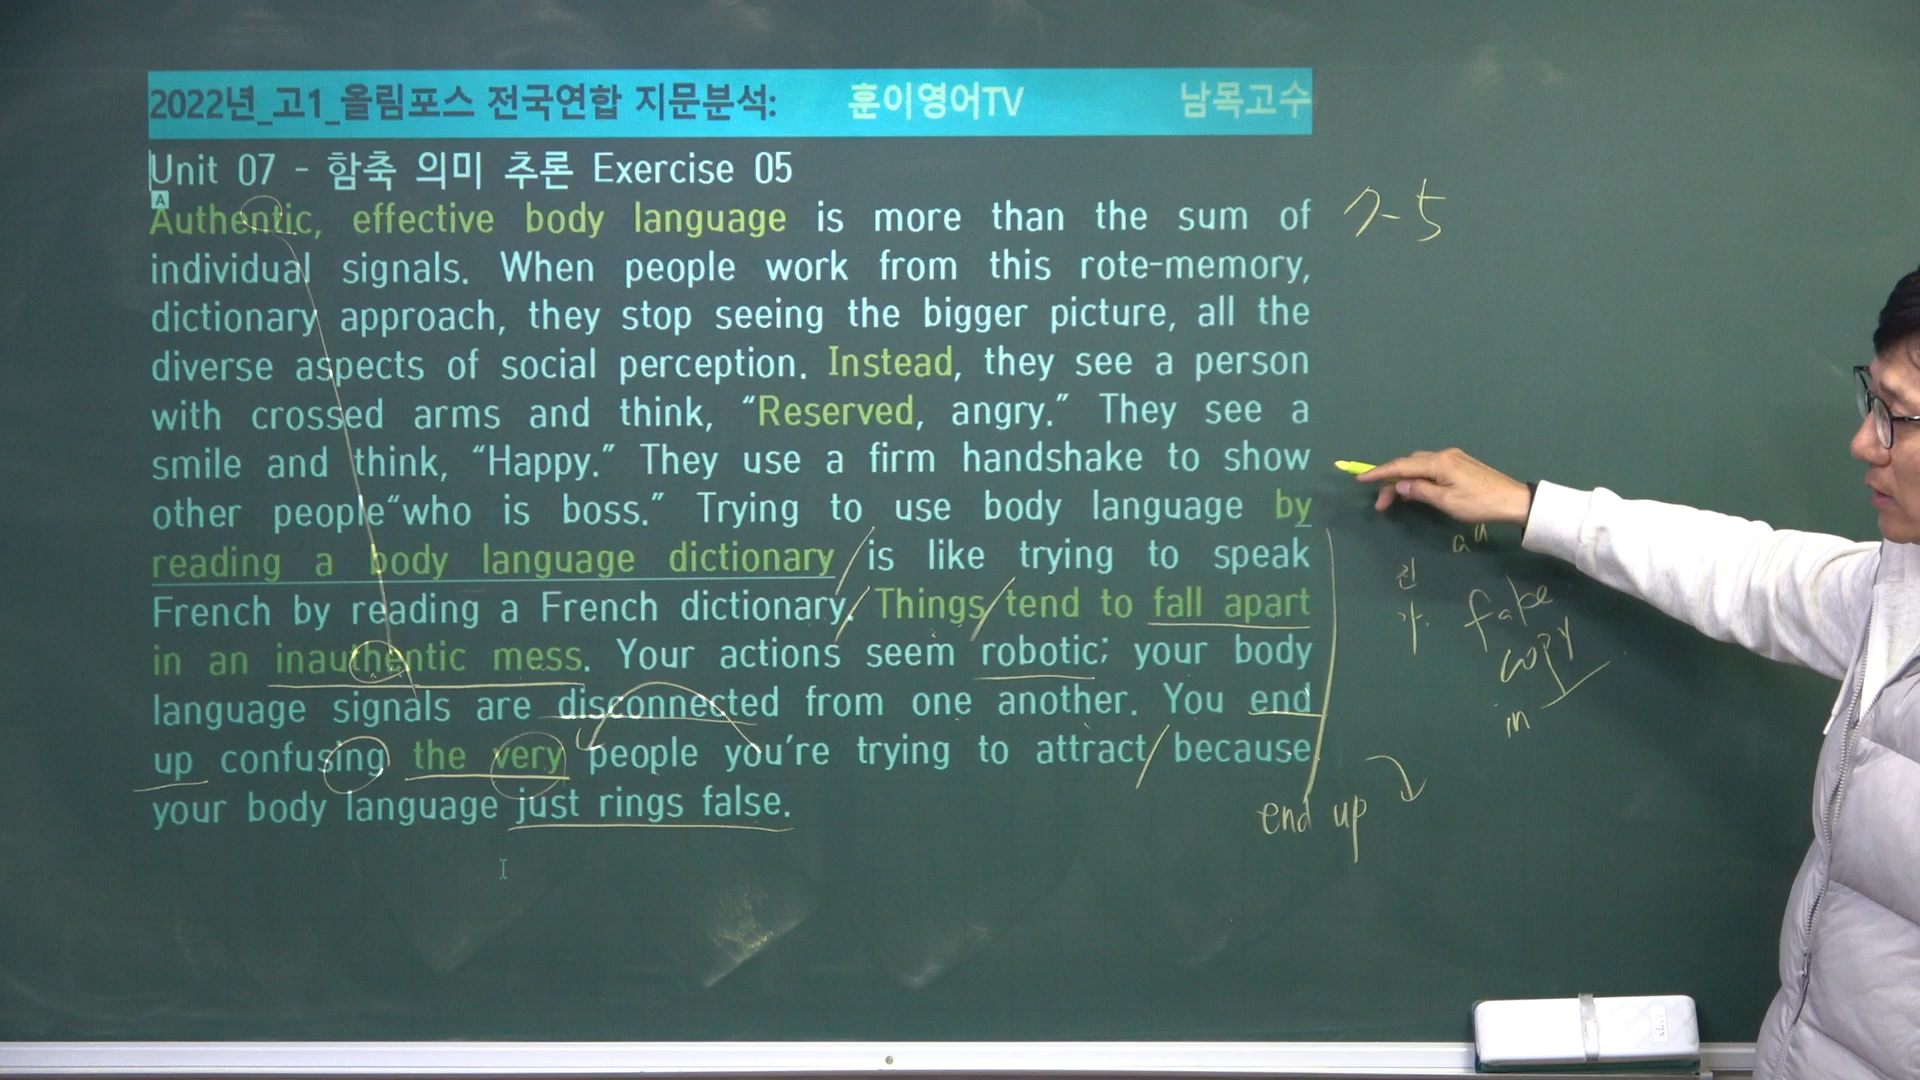 2022년_고1_올림포스 전국연합 지문분석: 훈이영어TV 남목고수
Unit 07 - 함축 의미 추론 Exercise 05
A
Authentic, effective body language is more than the sum of
individual signals. When people work from this rote-memory,
dictionary approach, they stop seeing the bigger picture, all the
diverse aspects of social perception. Instead, they see a person
with crossed arms and think, “Reserved, angry.” They see a
smile and think, “Happy.” They use a firm handshake to show
other people“who is boss.” Trying to use body language by
reading a body language dictionary is like trying to speak
French by reading a French dictionary. Things tend to fall apart
in an inauthentic mess. Your actions seem robotic; your body
language signals are disconnected from one another. You end
up confusing the very people you’re trying to attract because
your body language just rings false.
7-5
au
진
가.
fake
copy
in
end up